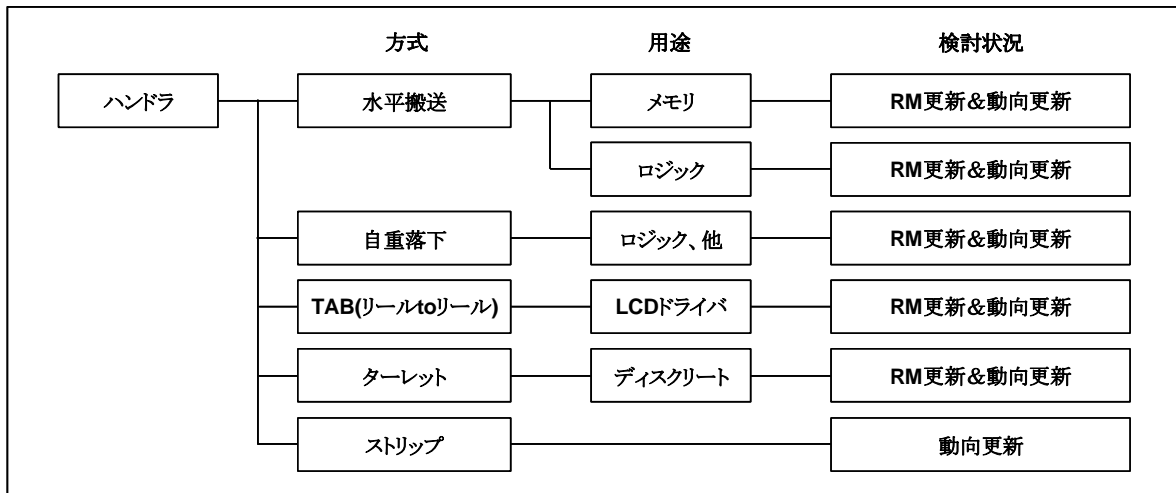 方式 用途 検討状況
ハンドラ 水平搬送 メモリ RM更新&動向更新
ロジック RM更新&動向更新
自重落下 ロジック、他 RM更新&動向更新
TAB(リールtoリール) LCDドライバ RM更新&動向更新
ターレット ディスクリート RM更新&動向更新
ストリップ 動向更新